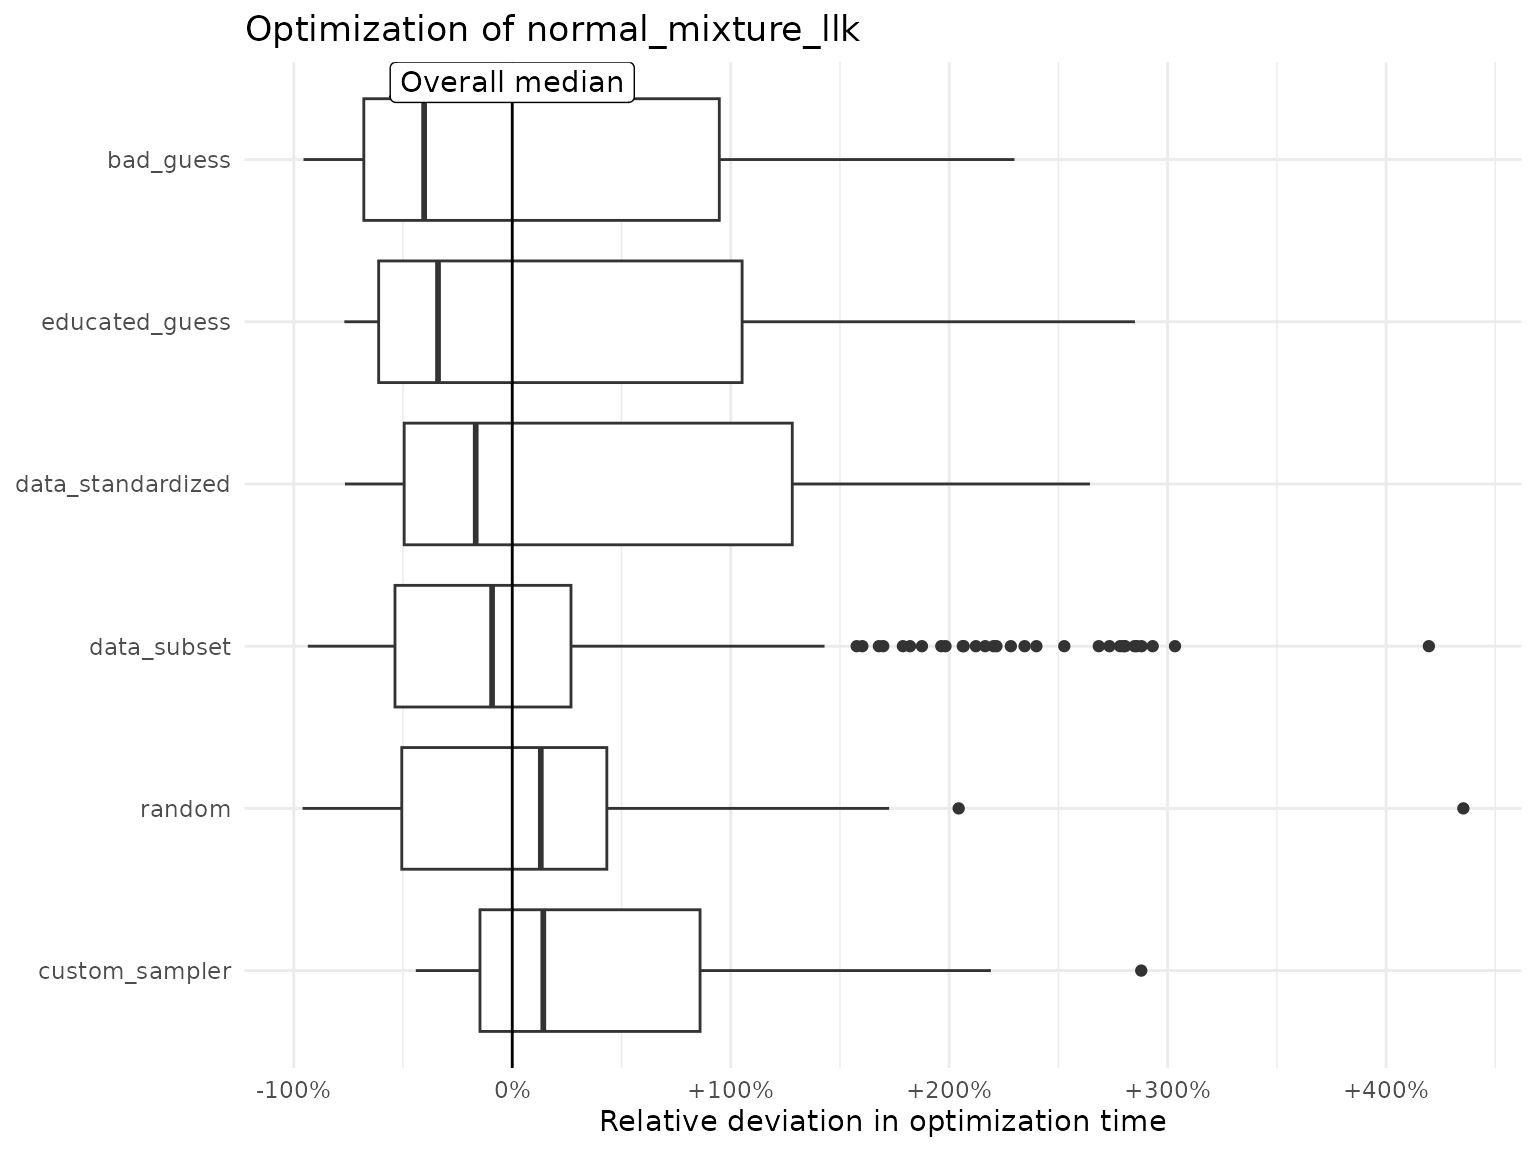 Optimization of normal_mixture_llk
Overall median
bad_guess
educated_guess
data_standardized
data_subset
random
custom_sampler
-100% 0% +100% +200% +300% +400%
Relative deviation in optimization time